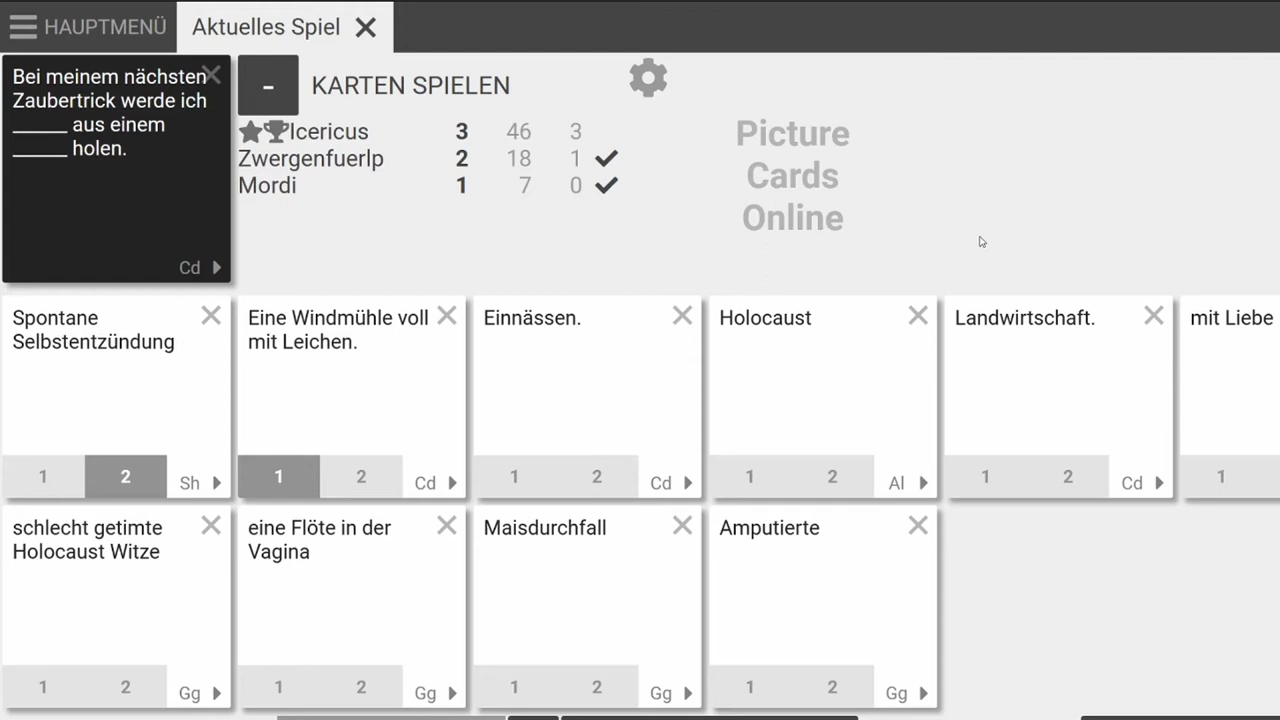 HAUPTMENÜ
Aktuelles Spiel
Bei meinem nächsten
Zaubertrick werde ich
_____ aus einem
_____ holen.
Cd
-
KARTEN SPIELEN
Icericus 3 46 3
Zwergenfuerlp 2 18 1
Mordi 1 7 0
Picture
Cards
Online
Spontane
Selbstentzündung
1 2 Sh
Eine Windmühle voll
mit Leichen.
1 2 Cd
Einnässen.
1 2 Cd
Holocaust
1 2 Al
Landwirtschaft.
1 2 Cd
mit Liebe
1
schlecht getimte
Holocaust Witze
1 2 Gg
eine Flöte in der
Vagina
1 2 Gg
Maisdurchfall
1 2 Gg
Amputierte
1 2 Gg